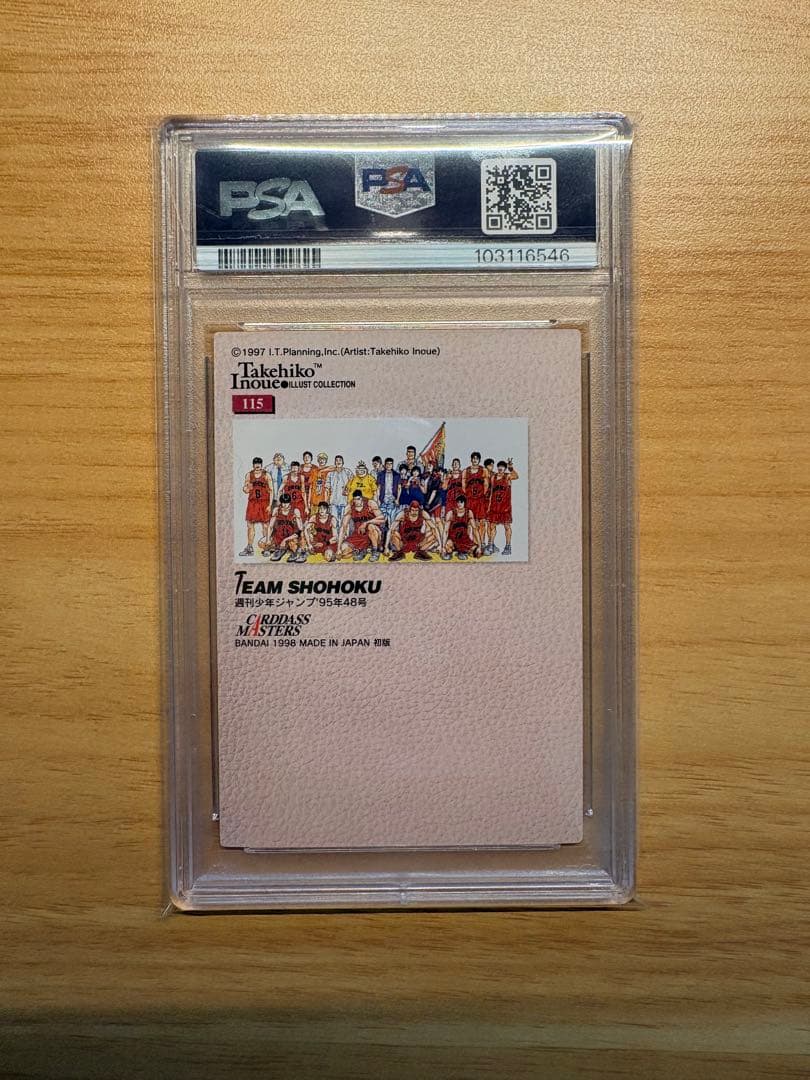 PSA
PSA
103116546
©1997 I.T.Planning,Inc.(Artist:Takehiko Inoue)
Takehiko™
Inoue●ILLUST COLLECTION
115
TEAM SHOHOKU
週刊少年ジャンプ'95年48号
CARDDASS
MASTERS
BANDAI 1998 MADE IN JAPAN 初版